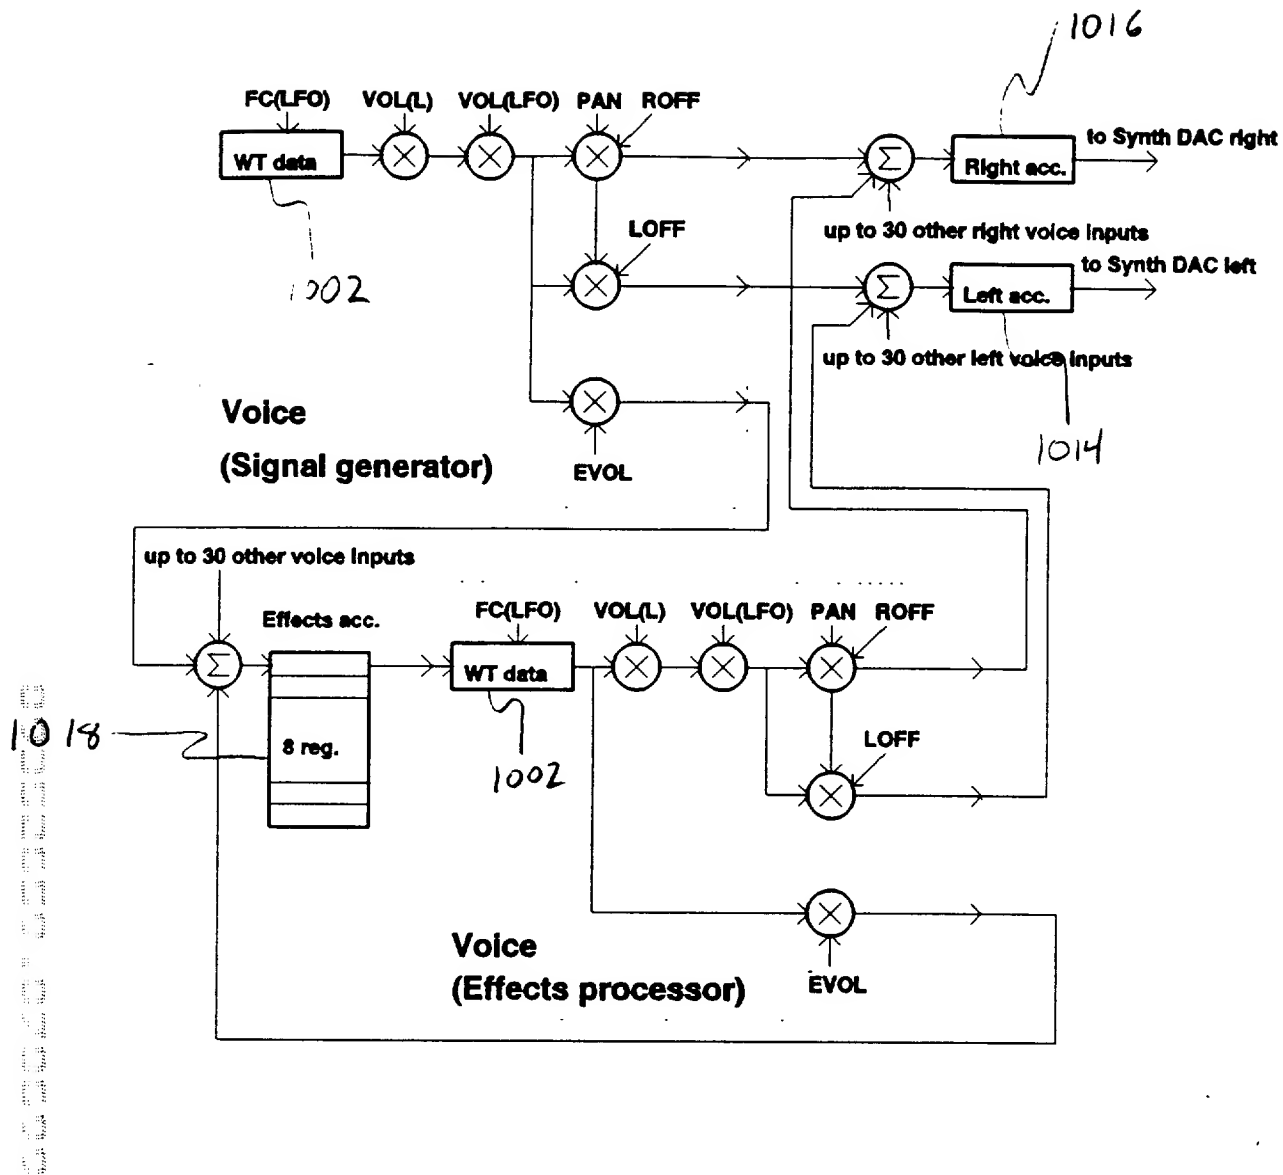 1016
FC(LFO) VOL(L) VOL(LFO) PAN ROFF
to Synth DAC right
WT data
Σ
Right acc.
up to 30 other right voice inputs
LOFF
to Synth DAC left
1002
Σ
Left acc.
up to 30 other left voice inputs
Voice
(Signal generator)
EVOL
1014
up to 30 other voice inputs
Effects acc.
FC(LFO) VOL(L) VOL(LFO) PAN ROFF
Σ
WT data
1018
8 reg.
LOFF
1002
Voice
(Effects processor)
EVOL